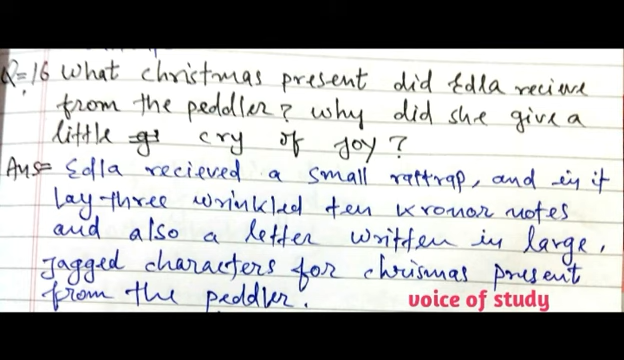 Q=16 What christmas present did Edla recieve
from the peddler? why did she give a
little cry of joy?
Ans= Edla recieved a small rattrap, and in it
lay three wrinkled ten kronor notes
and also a letter written in large,
jagged characters for chrismas present
from the peddler.
voice of study